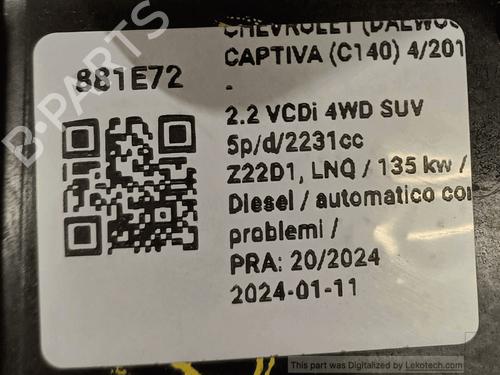 CHEVROLET (DAEWOO
CAPTIVA (C140) 4/201
-
881E72
2.2 VCDi 4WD SUV
5p/d/2231cc
Z22D1, LNQ / 135 kw /
Diesel / automatico con
problemi /
PRA: 20/2024
2024-01-11
B-PARTS
This part was Digitalized by Lekotech.com